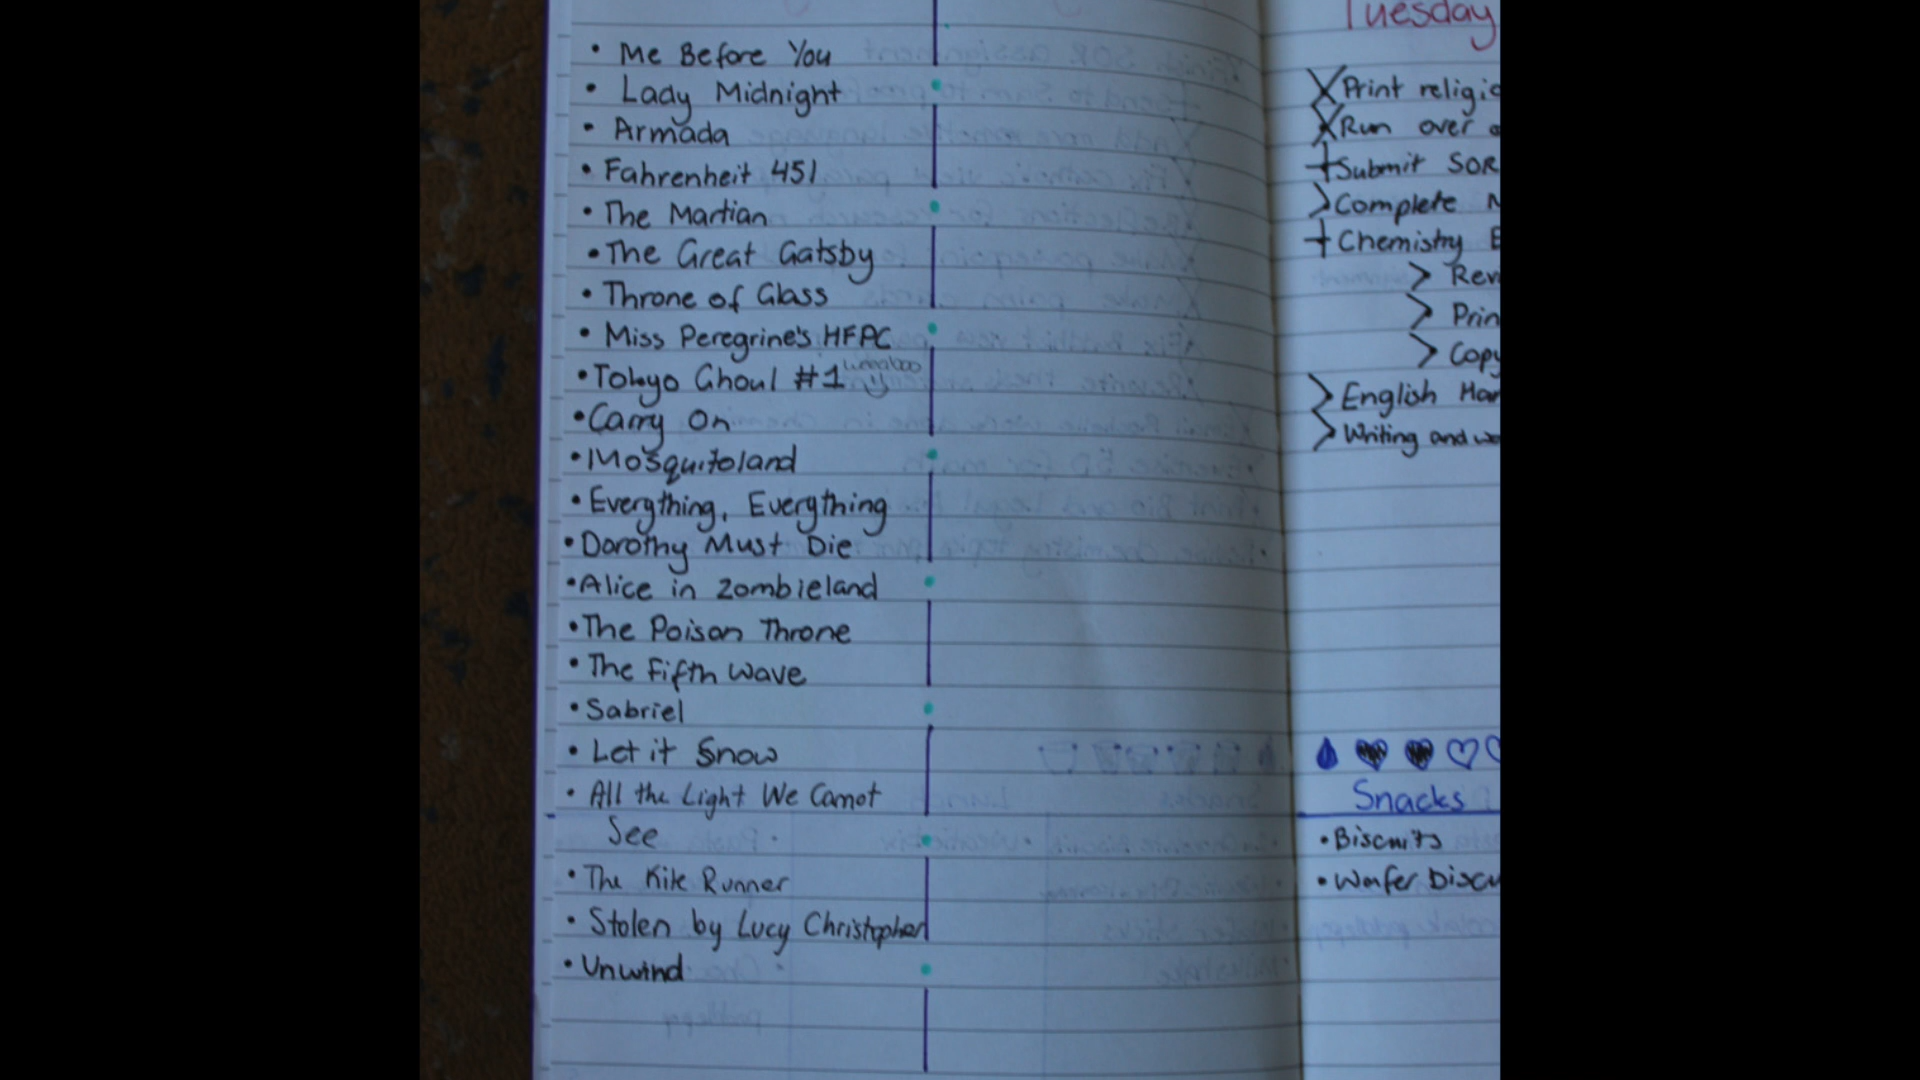 • Me Before You
• Lady Midnight
• Armada
• Fahrenheit 451
• The Martian
• The Great Gatsby
• Throne of Glass
• Miss Peregrine's HFPC
• Tokyo Ghoul #1
• Carry On
• Mosquitoland
• Everything, Everything
• Dorothy Must Die
• Alice in Zombieland
• The Poison Throne
• The Fifth Wave
• Sabriel
• Let it Snow
• All the Light We Cannot
See
• The Kite Runner
• Stolen by Lucy Christopher
• Unwind
Tuesday
Print
Run over
Submit SOR
Complete
Chemistry
> Rev
> Prin
> Copy
> English
> Writing and
Snacks
• Biscuits
• Wafer